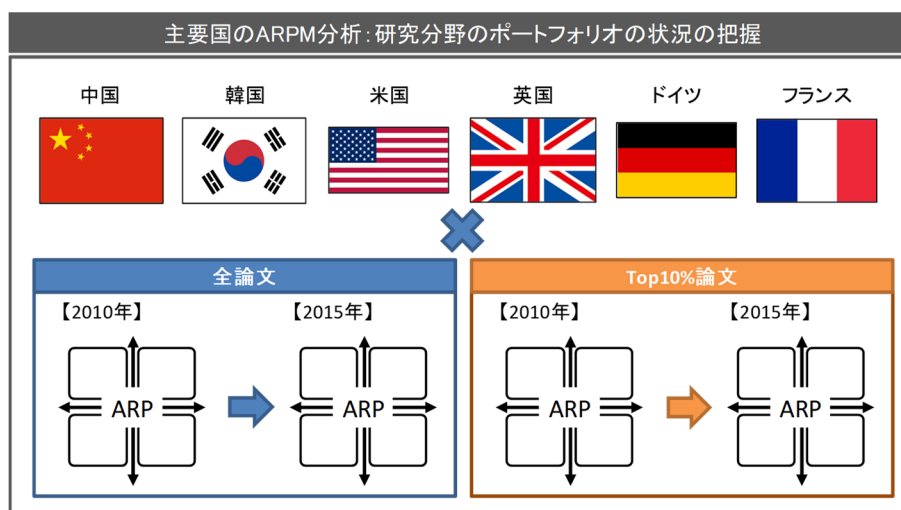 主要国のARPM分析:研究分野のポートフォリオの状況の把握
中国
韓国
米国
英国
ドイツ
フランス
全論文
【2010年】
【2015年】
ARP
ARP
Top10%論文
【2010年】
【2015年】
ARP
ARP